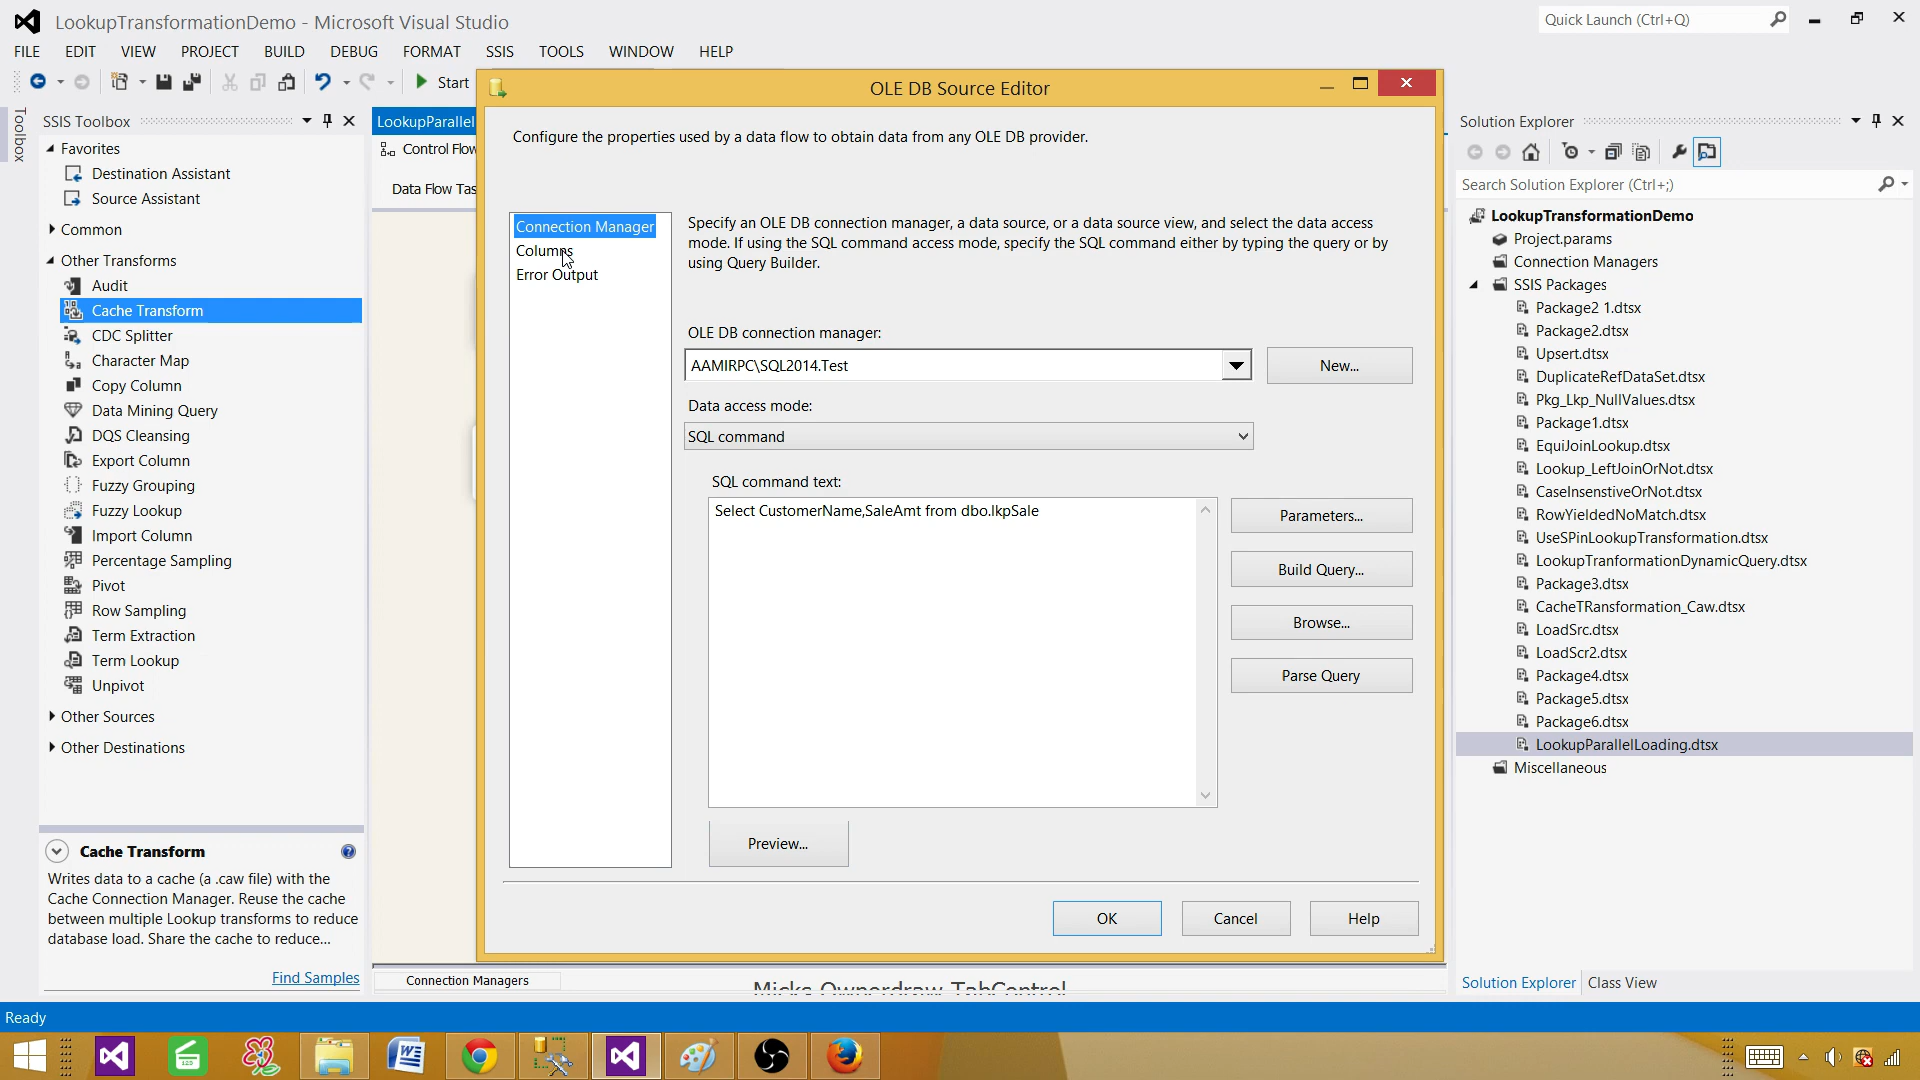 LookupTransformationDemo - Microsoft Visual Studio
Quick Launch (Ctrl+Q)
FILE EDIT VIEW PROJECT BUILD DEBUG FORMAT SSIS TOOLS WINDOW HELP
Start
OLE DB Source Editor
Toolbox
SSIS Toolbox
Favorites
Destination Assistant
Source Assistant
Common
Other Transforms
Audit
Cache Transform
CDC Splitter
Character Map
Copy Column
Data Mining Query
DQS Cleansing
Export Column
Fuzzy Grouping
Fuzzy Lookup
Import Column
Percentage Sampling
Pivot
Row Sampling
Term Extraction
Term Lookup
Unpivot
Other Sources
Other Destinations
Cache Transform
Writes data to a cache (a .caw file) with the
Cache Connection Manager. Reuse the cache
between multiple Lookup transforms to reduce
database load. Share the cache to reduce...
Find Samples
LookupParallel
Control Flow
Data Flow Tas
Configure the properties used by a data flow to obtain data from any OLE DB provider.
Connection Manager
Columns
Error Output
Specify an OLE DB connection manager, a data source, or a data source view, and select the data access
mode. If using the SQL command access mode, specify the SQL command either by typing the query or by
using Query Builder.
OLE DB connection manager:
AAMIRPC\SQL2014.Test
New...
Data access mode:
SQL command
SQL command text:
Select CustomerName,SaleAmt from dbo.lkpSale
Parameters...
Build Query...
Browse...
Parse Query
Preview...
OK
Cancel
Help
Connection Managers
Micks Ownerdraw TabControl
Solution Explorer
Search Solution Explorer (Ctrl+;)
LookupTransformationDemo
Project.params
Connection Managers
SSIS Packages
Package2 1.dtsx
Package2.dtsx
Upsert.dtsx
DuplicateRefDataSet.dtsx
Pkg_Lkp_NullValues.dtsx
Package1.dtsx
EquiJoinLookup.dtsx
Lookup_LeftJoinOrNot.dtsx
CaseInsenstiveOrNot.dtsx
RowYieldedNoMatch.dtsx
UseSPinLookupTransformation.dtsx
LookupTranformationDynamicQuery.dtsx
Package3.dtsx
CacheTRansformation_Caw.dtsx
LoadSrc.dtsx
LoadScr2.dtsx
Package4.dtsx
Package5.dtsx
Package6.dtsx
LookupParallelLoading.dtsx
Miscellaneous
Solution Explorer
Class View
Ready